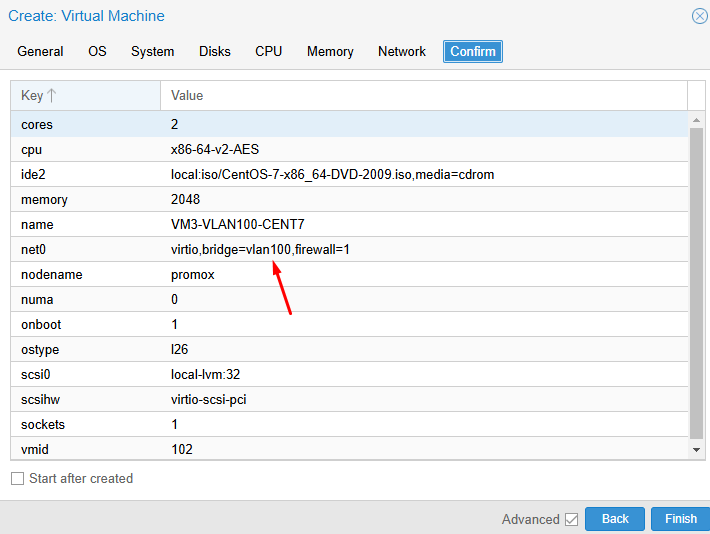 Create: Virtual Machine
General OS System Disks CPU Memory Network Confirm
Key Value
cores 2
cpu x86-64-v2-AES
ide2 local:iso/CentOS-7-x86_64-DVD-2009.iso,media=cdrom
memory 2048
name VM3-VLAN100-CENT7
net0 virtio,bridge=vlan100,firewall=1
nodename promox
numa 0
onboot 1
ostype l26
scsi0 local-lvm:32
scsihw virtio-scsi-pci
sockets 1
vmid 102
Start after created
Advanced Back Finish